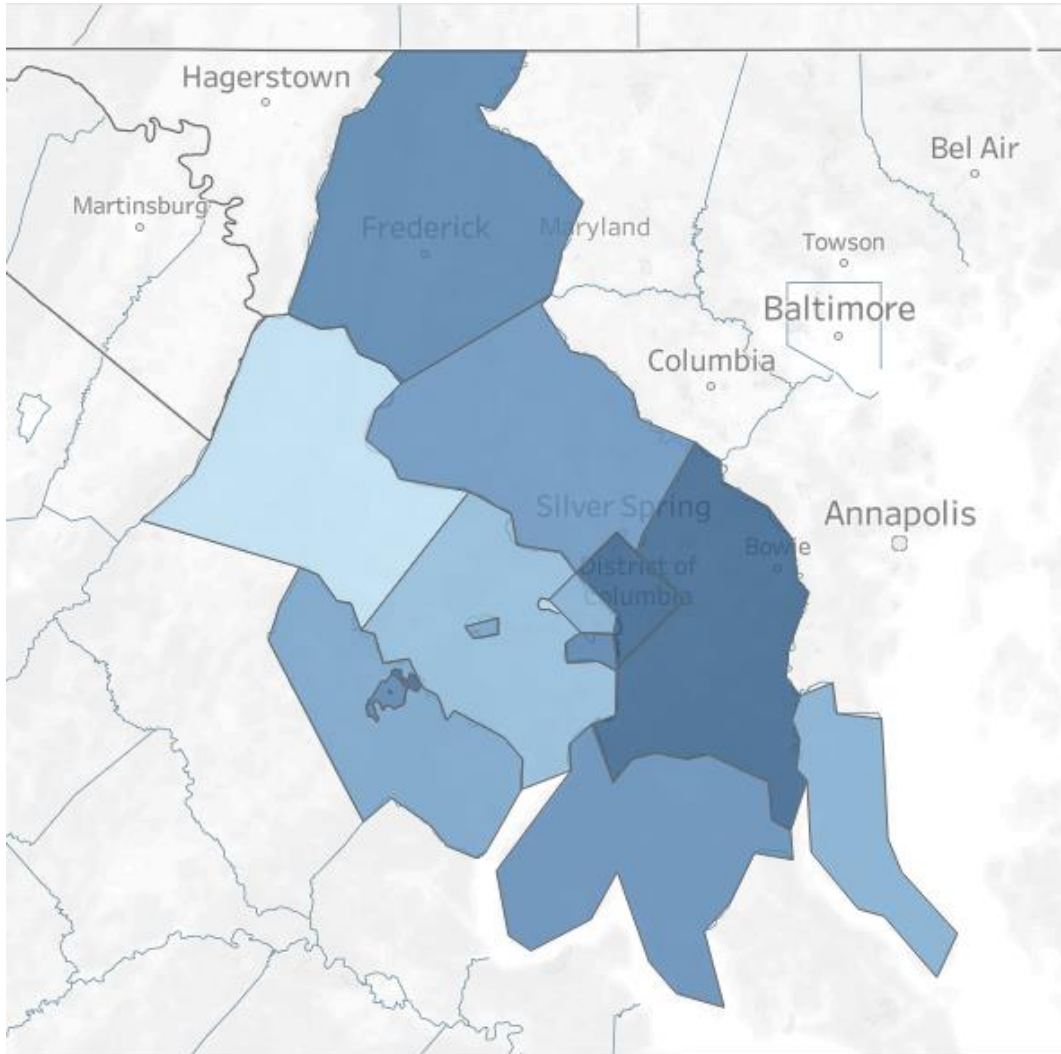 Hagerstown
Bel Air
Martinsburg
Frederick
Maryland
Towson
Baltimore
Columbia
Silver Spring
Annapolis
Bowie
District of
Columbia